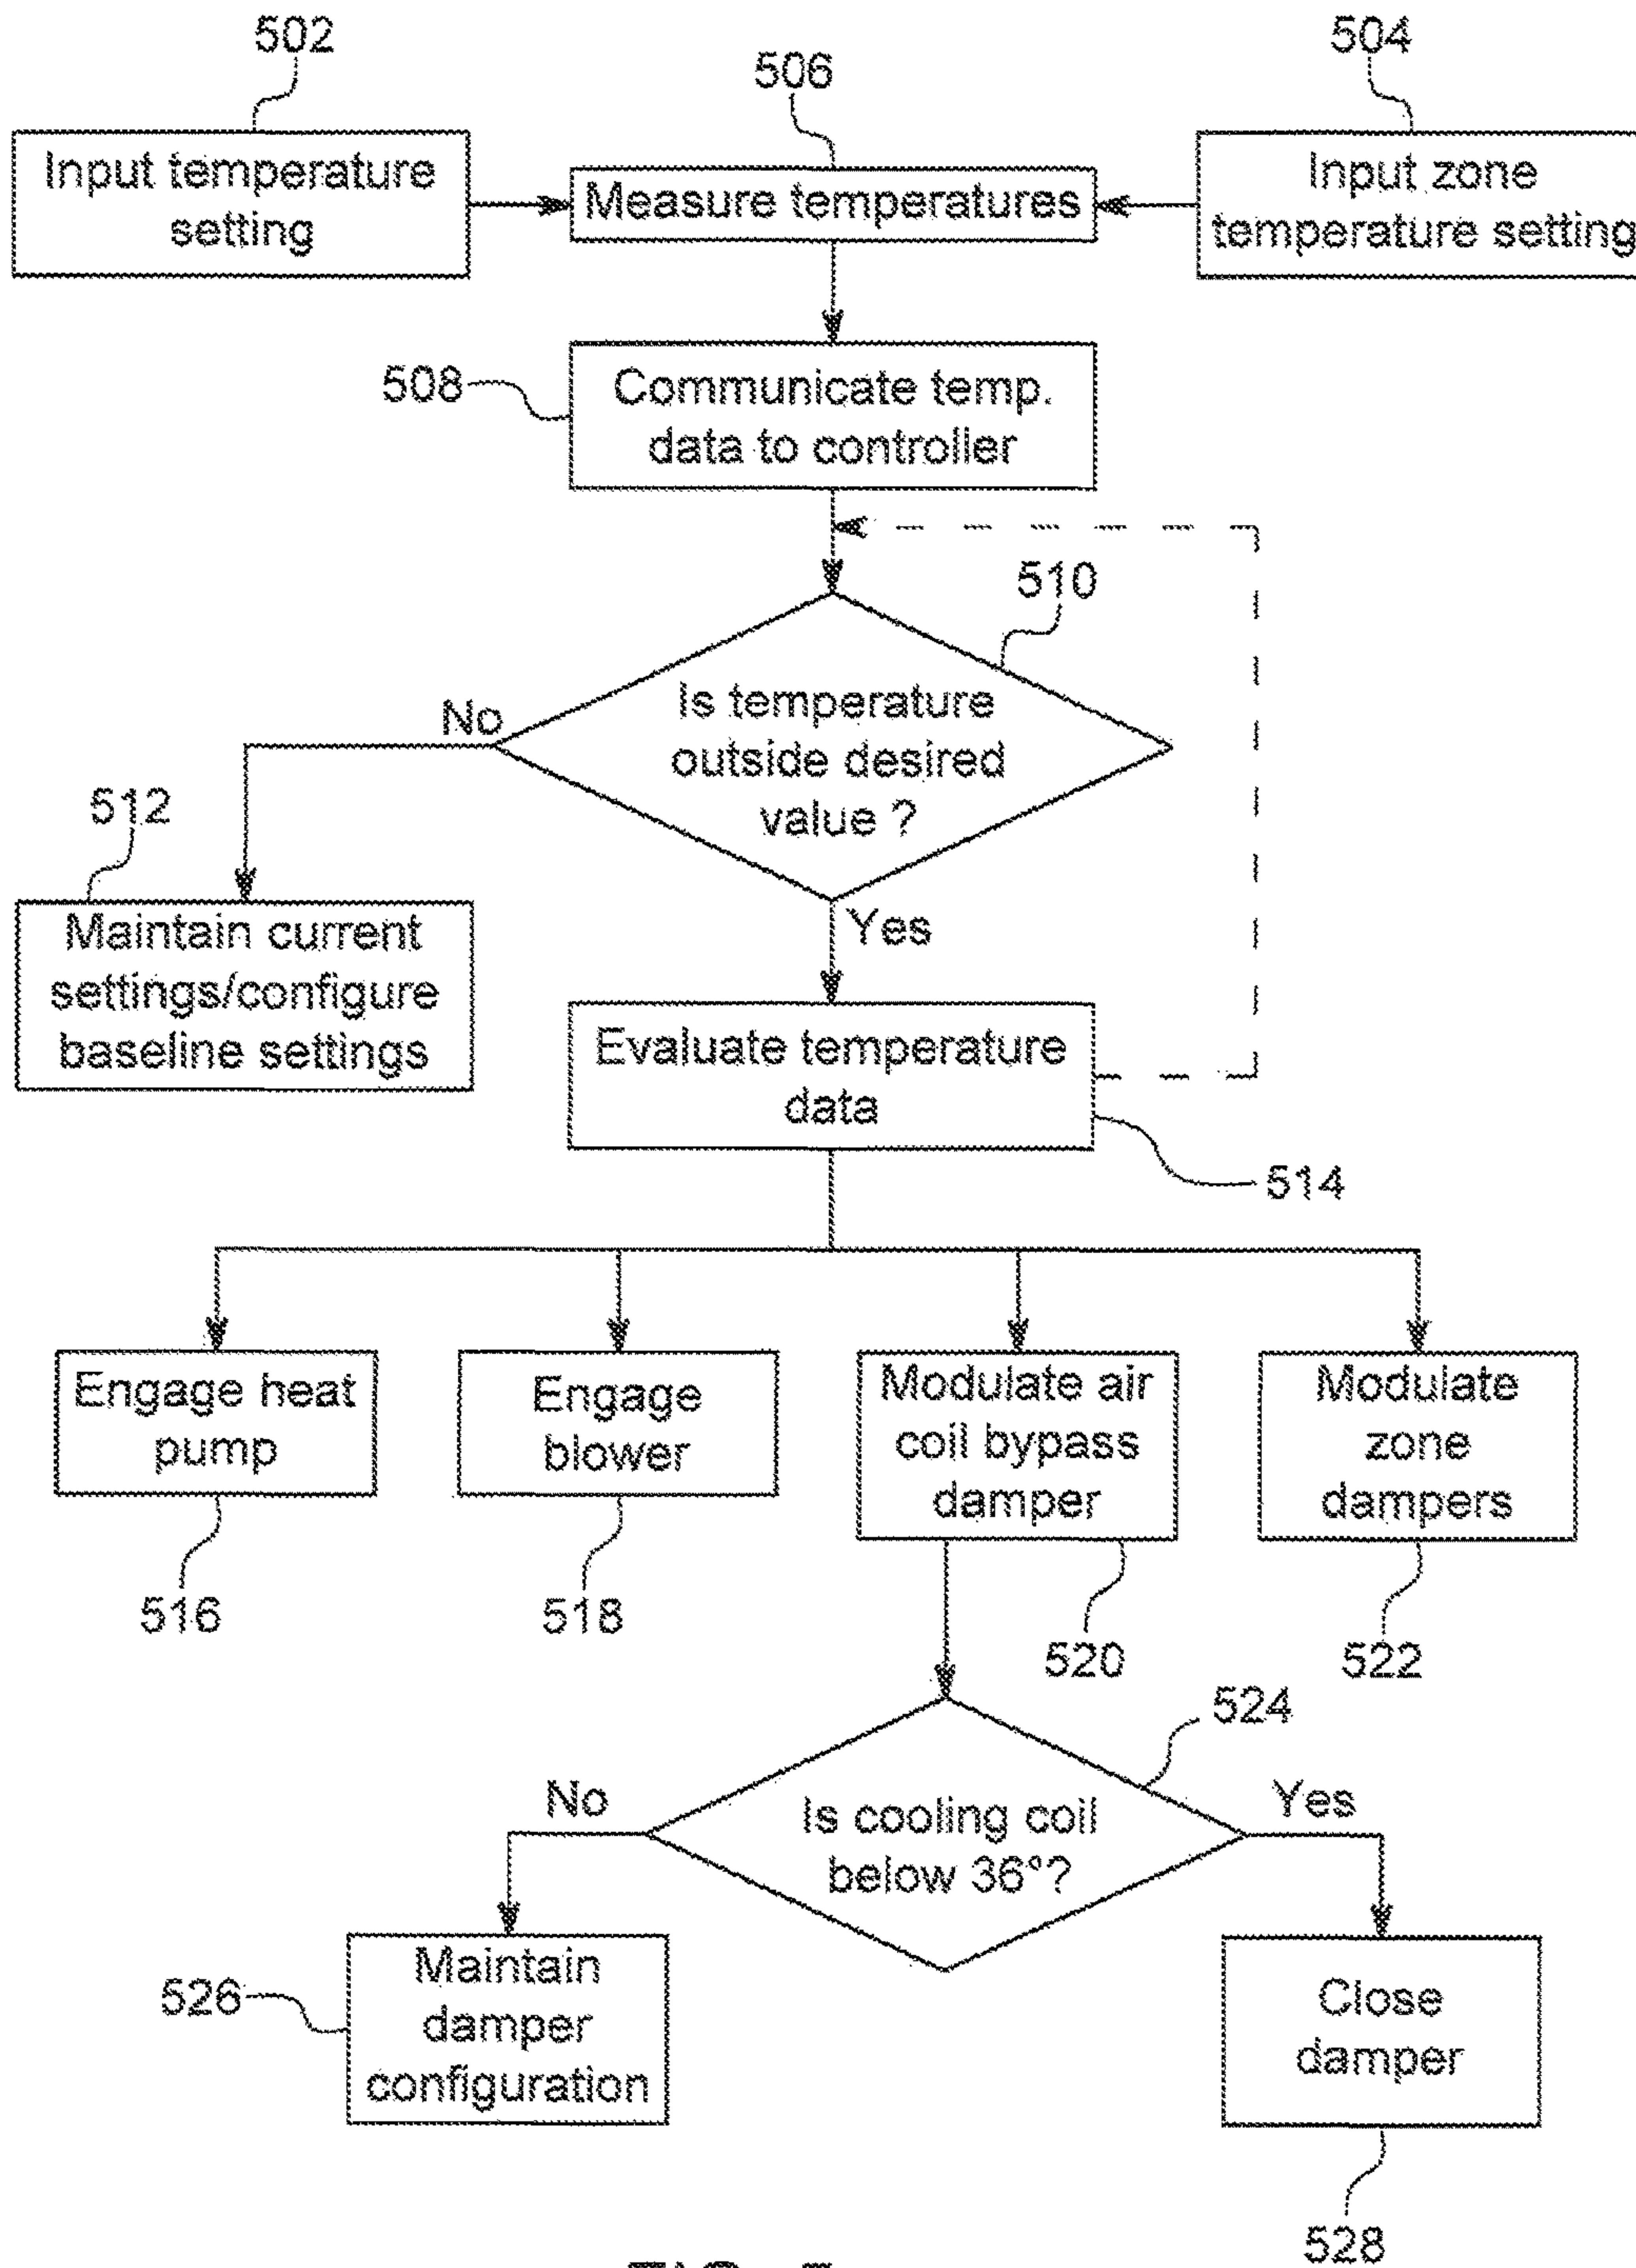 502
504
506
Input temperature
setting
Measure temperatures
Input zone
temperature setting
508
Communicate temp.
data to controller
510
No
Is temperature
outside desired
value ?
512
Yes
Maintain current
settings/configure
baseline settings
Evaluate temperature
data
514
Engage heat
pump
Engage
blower
Modulate air
coil bypass
damper
Modulate
zone
dampers
516
518
520
522
524
No
Yes
Is cooling coil
below 36°?
526
Maintain
damper
configuration
Close
damper
528